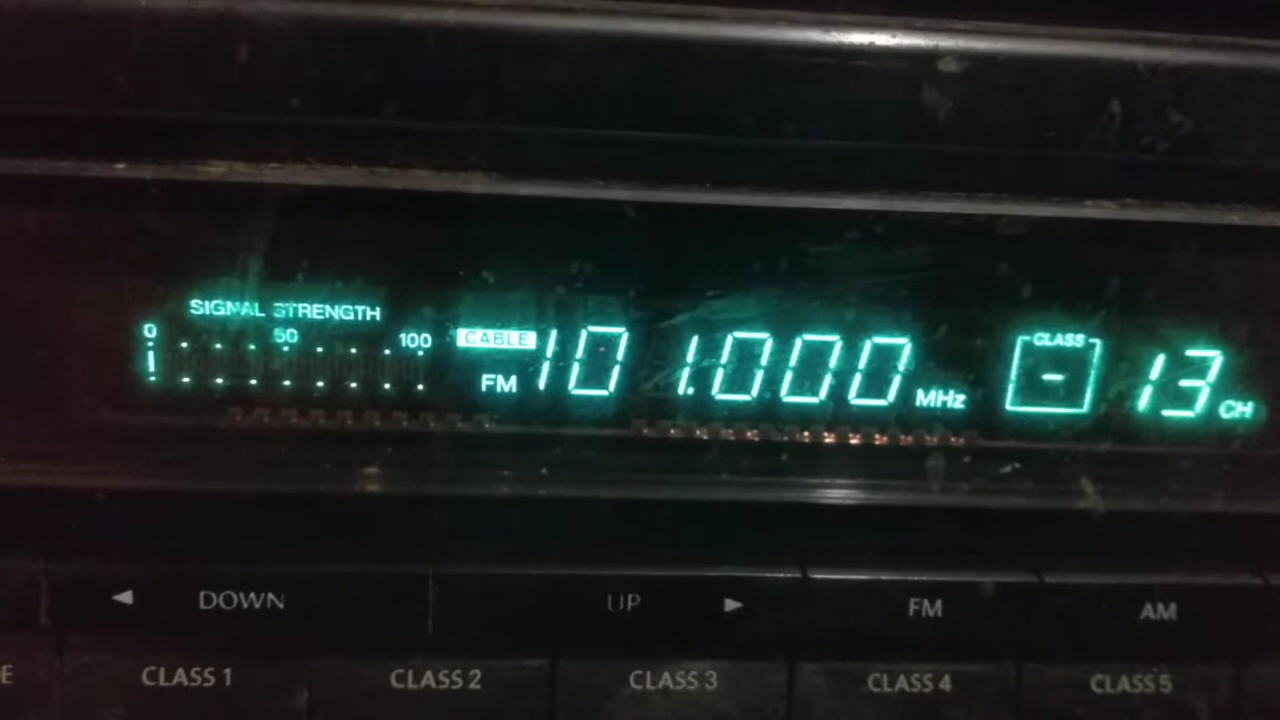 SIGNAL STRENGTH
0 50 100
CABLE
FM 101.000 MHz
CLASS
- 13 CH
◄ DOWN UP ► FM AM
E CLASS 1 CLASS 2 CLASS 3 CLASS 4 CLASS 5